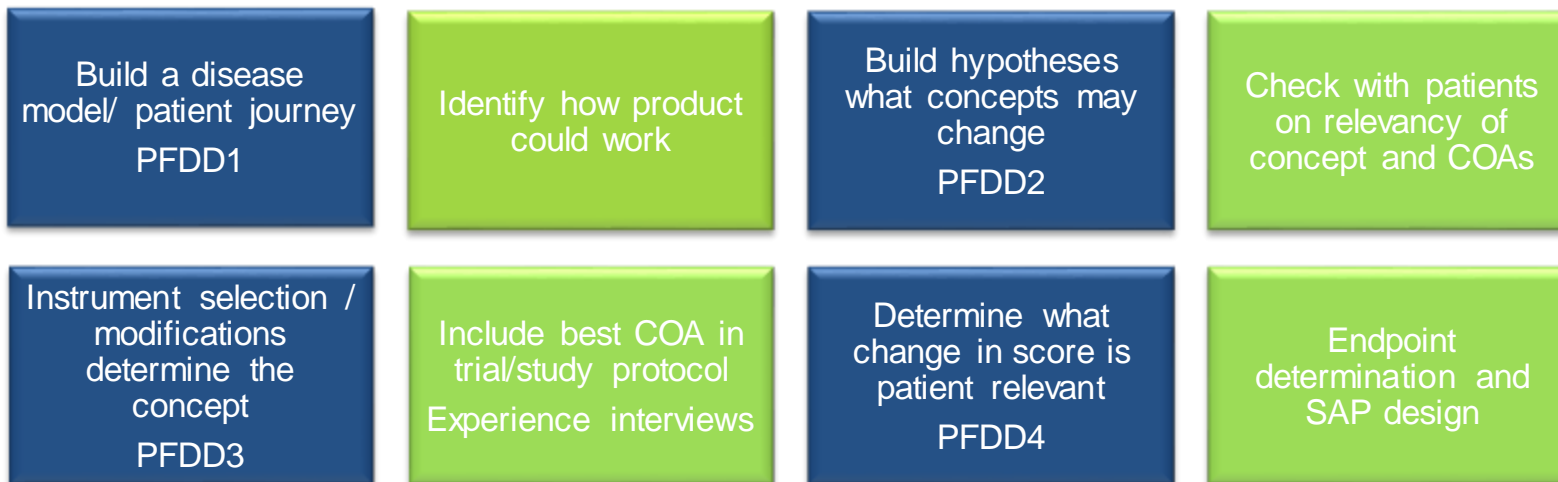 Build a disease
model/ patient journey
PFDD1
Identify how product
could work
Build hypotheses
what concepts may
change
PFDD2
Check with patients
on relevancy of
concept and COAs
Instrument selection /
modifications
determine the
concept
PFDD3
Include best COA in
trial/study protocol
Experience interviews
Determine what
change in score is
patient relevant
PFDD4
Endpoint
determination and
SAP design